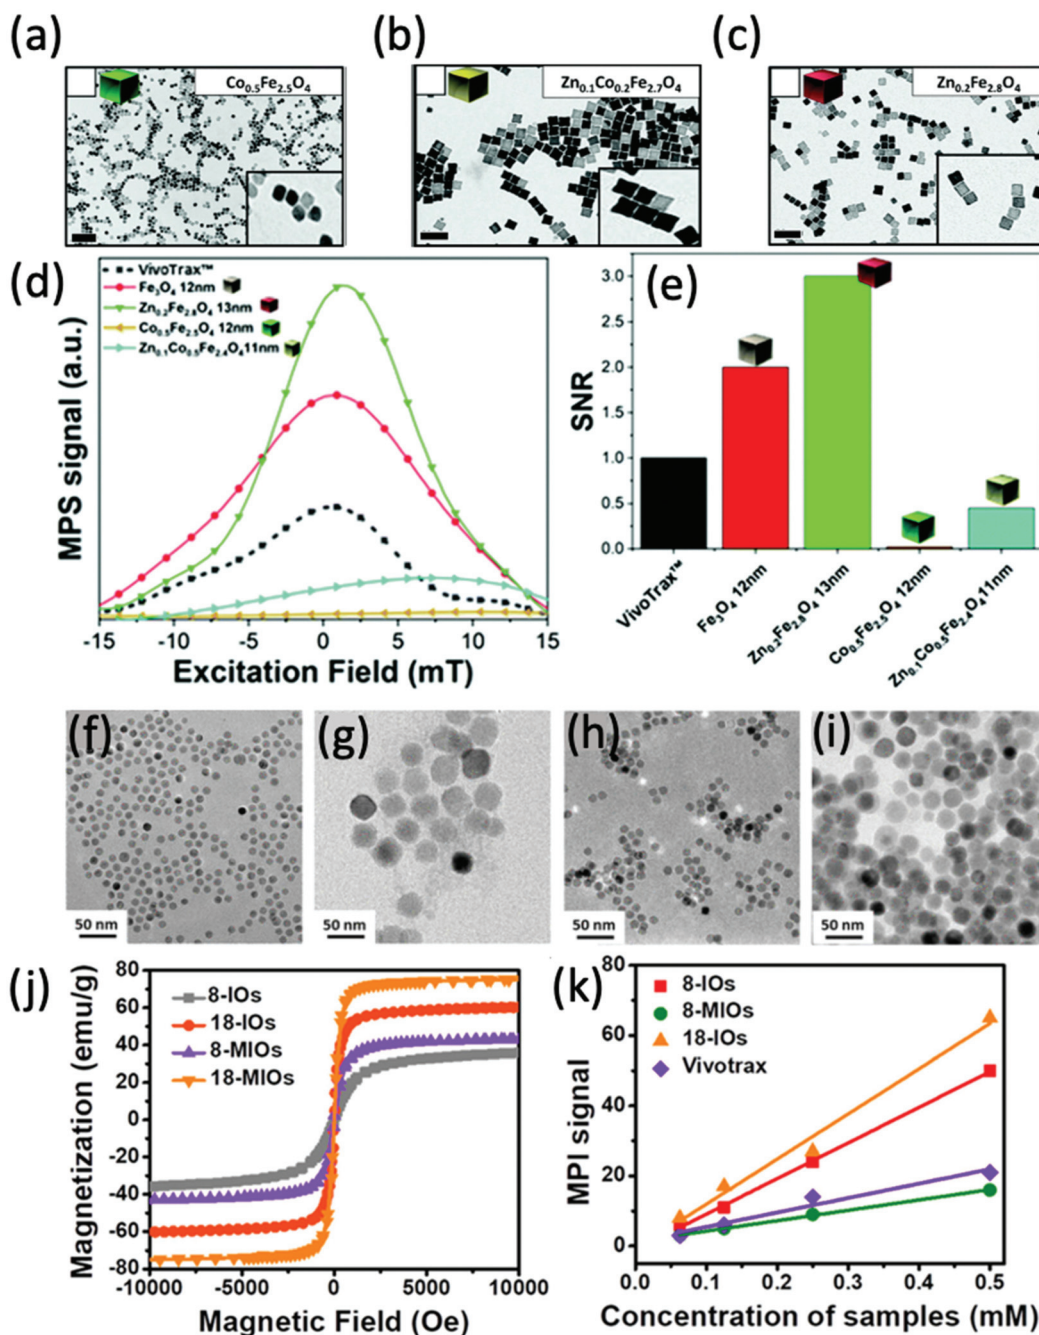 (a)
(b)
(c)
Co0.5Fe2.5O4
Zn0.1Co0.2Fe2.7O4
Zn0.2Fe2.8O4
(d)
VivoTrax™
Fe3O4 12nm
Zn0.2Fe2.8O4 13nm
Co0.5Fe2.5O4 12nm
Zn0.1Co0.5Fe2.4O4 11nm
MPS signal (a.u.)
-15
-10
-5
0
5
10
15
Excitation Field (mT)
(e)
SNR
3.0
2.0
1.0
0.5
0.0
VivoTrax™
Fe3O4 12nm
Zn0.2Fe2.8O4 13nm
Co0.5Fe2.5O4 12nm
Zn0.1Co0.5Fe2.4O4 11nm
(f)
(g)
(h)
(i)
50 nm
50 nm
50 nm
50 nm
(j)
8-IOs
18-IOs
8-MIOs
18-MIOs
Magnetization (emu/g)
80
60
40
20
0
-20
-40
-60
-80
-10000
-5000
0
5000
10000
Magnetic Field (Oe)
(k)
8-IOs
8-MIOs
18-IOs
Vivotrax
MPI signal
80
60
40
20
0
0.0
0.1
0.2
0.3
0.4
0.5
Concentration of samples (mM)